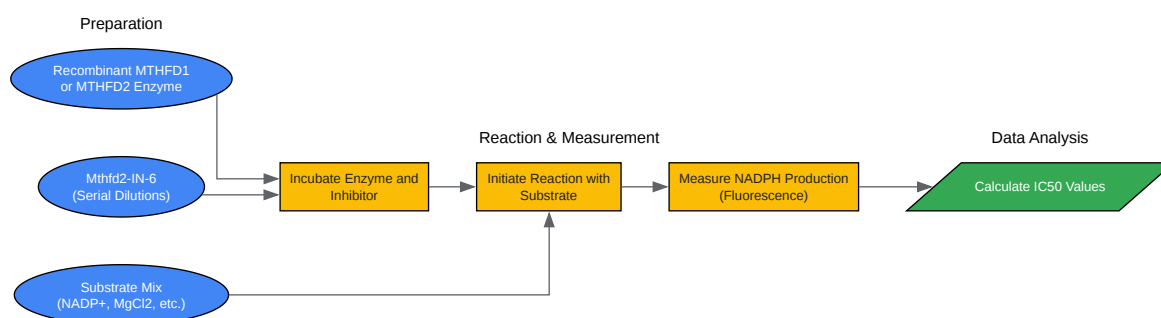 Preparation
Recombinant MTHFD1
or MTHFD2 Enzyme
Reaction & Measurement
Data Analysis
Mthfd2-IN-6
(Serial Dilutions)
Incubate Enzyme and
Inhibitor
Initiate Reaction with
Substrate
Measure NADPH Production
(Fluorescence)
Calculate IC50 Values
Substrate Mix
(NADP+, MgCl2, etc.)